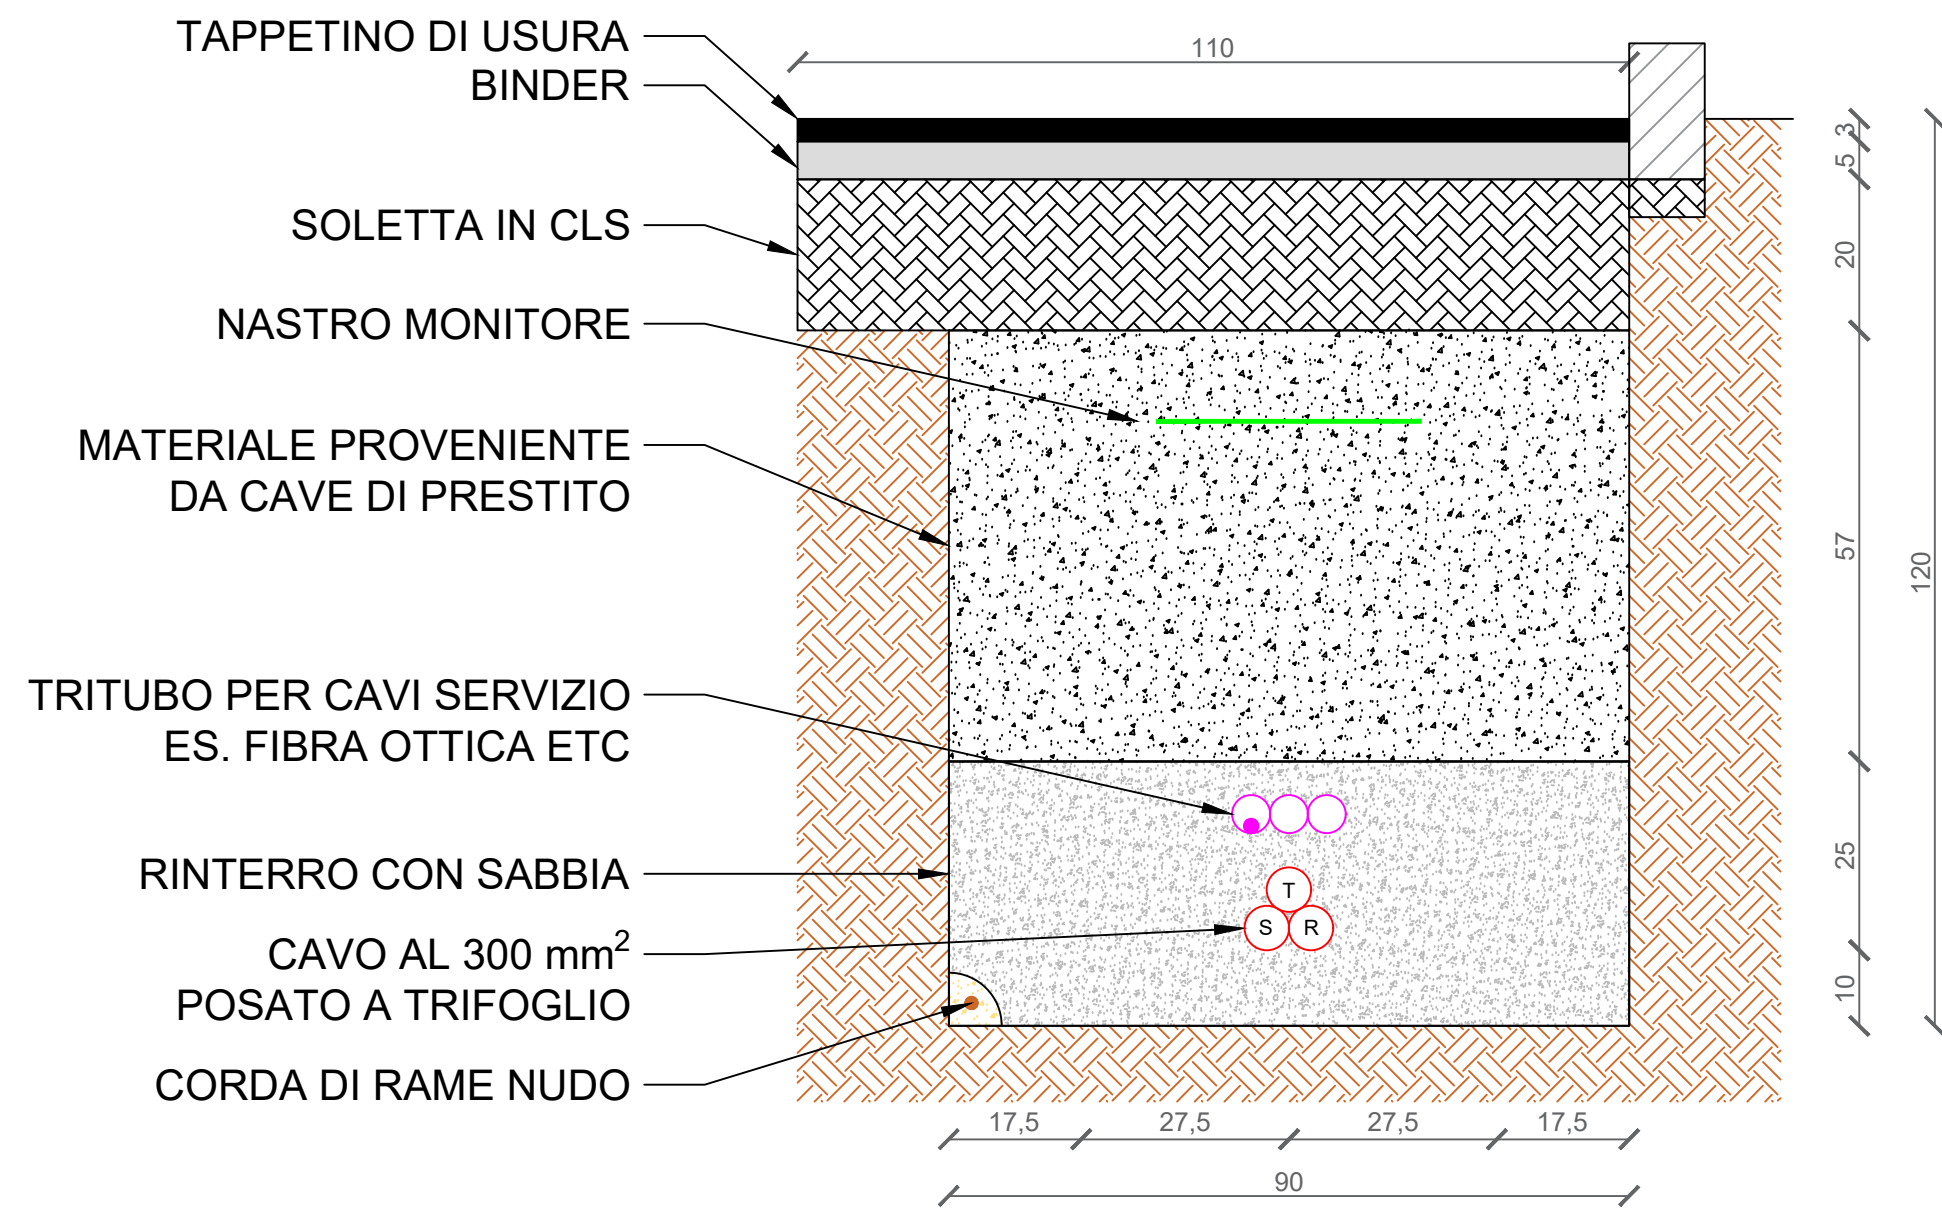 TAPPETINO DI USURA
BINDER
SOLETTA IN CLS
NASTRO MONITORE
MATERIALE PROVENIENTE
DA CAVE DI PRESTITO
TRITUBO PER CAVI SERVIZIO
ES. FIBRA OTTICA ETC
RINTERRO CON SABBIA
CAVO AL 300 mm²
POSATO A TRIFOGLIO
CORDA DI RAME NUDO
110
T
S R
3
5
20
57
25
10
120
17,5 27,5 27,5 17,5
90